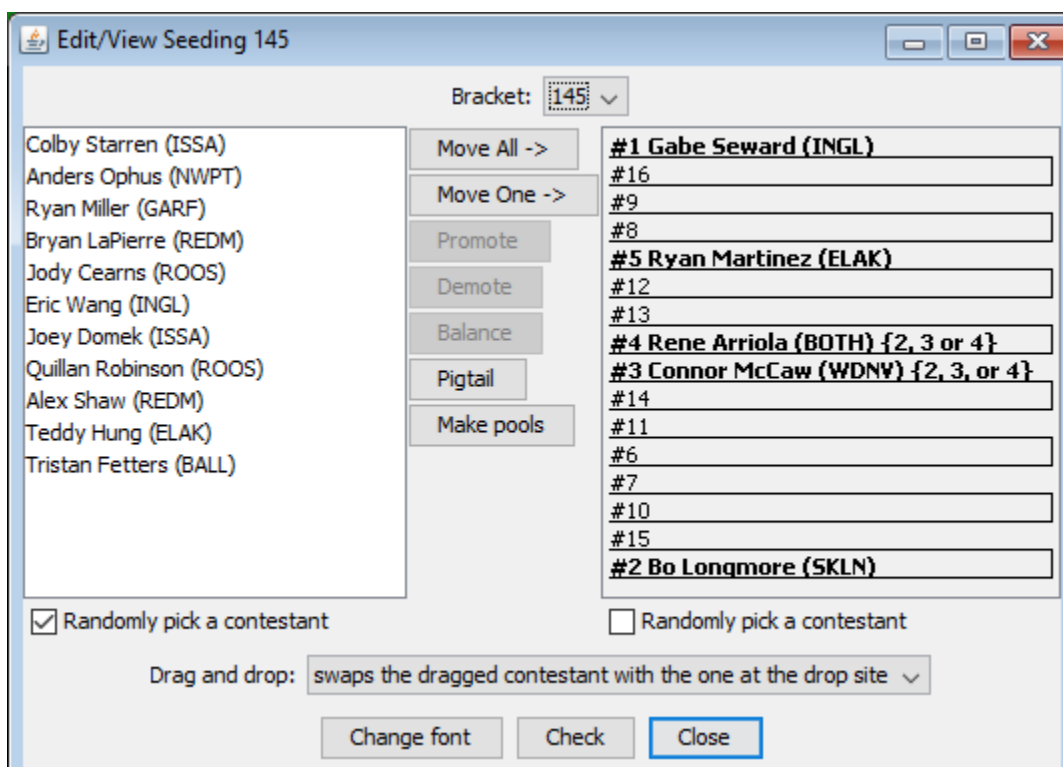 Edit/View Seeding 145
Bracket: 145
Colby Starren (ISSA)
Anders Ophus (NWPT)
Ryan Miller (GARF)
Bryan LaPierre (REDM)
Jody Cearns (ROOS)
Eric Wang (INGL)
Joey Domek (ISSA)
Quillan Robinson (ROOS)
Alex Shaw (REDM)
Teddy Hung (ELAK)
Tristan Fetters (BALL)
Move All ->
Move One ->
Promote
Demote
Balance
Pigtail
Make pools
#1 Gabe Seward (INGL)
#16
#9
#8
#5 Ryan Martinez (ELAK)
#12
#13
#4 Rene Arriola (BOTH) {2, 3 or 4}
#3 Connor McCaw (WDNV) {2, 3, or 4}
#14
#11
#6
#7
#10
#15
#2 Bo Longmore (SKLN)
Randomly pick a contestant
Randomly pick a contestant
Drag and drop: swaps the dragged contestant with the one at the drop site
Change font Check Close